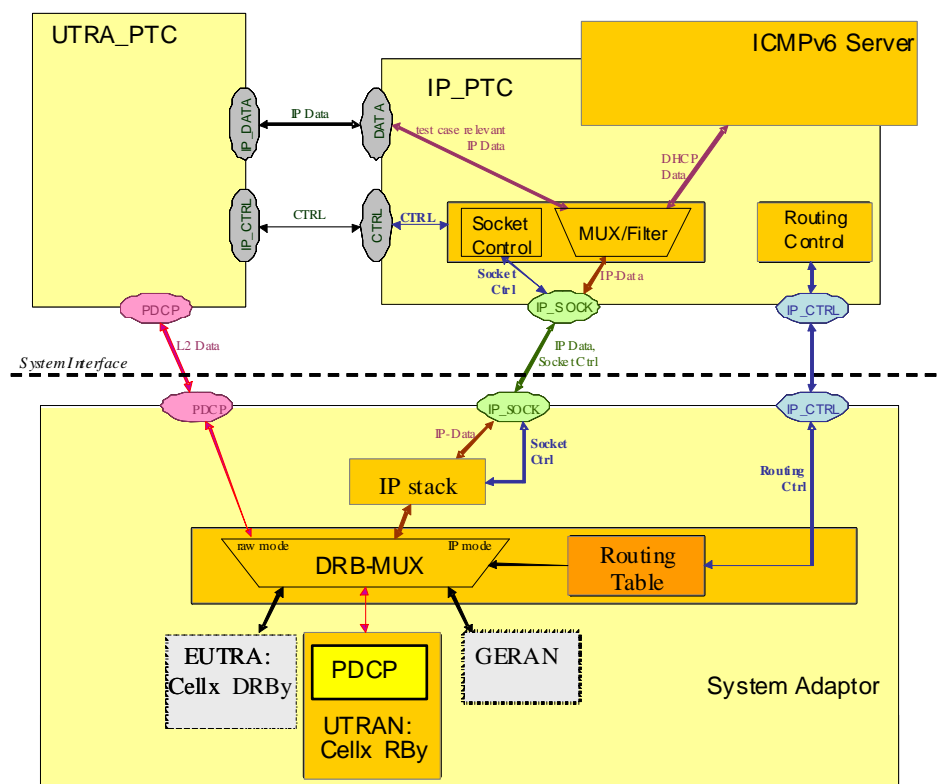 UTRA_PTC
ICMPv6 Server
IP_PTC
IP_DATA
IP Data
DATA
test case relevant
IP Data
DHCP
Data
IP_CTRL
CTRL
CTRL
CTRL
Socket
Control
MUX/Filter
Routing
Control
Socket
Ctrl
IP-Data
PDCP
IP_SOCK
IP_CTRL
L2 Data
IP Data,
Socket Ctrl
System Interface
PDCP
IP_SOCK
IP_CTRL
IP-Data
Socket
Ctrl
IP stack
Routing
Ctrl
raw mode
IP mode
DRB-MUX
Routing
Table
EUTRA:
Cellx DRBy
PDCP
UTRAN:
Cellx RBy
GERAN
System Adaptor